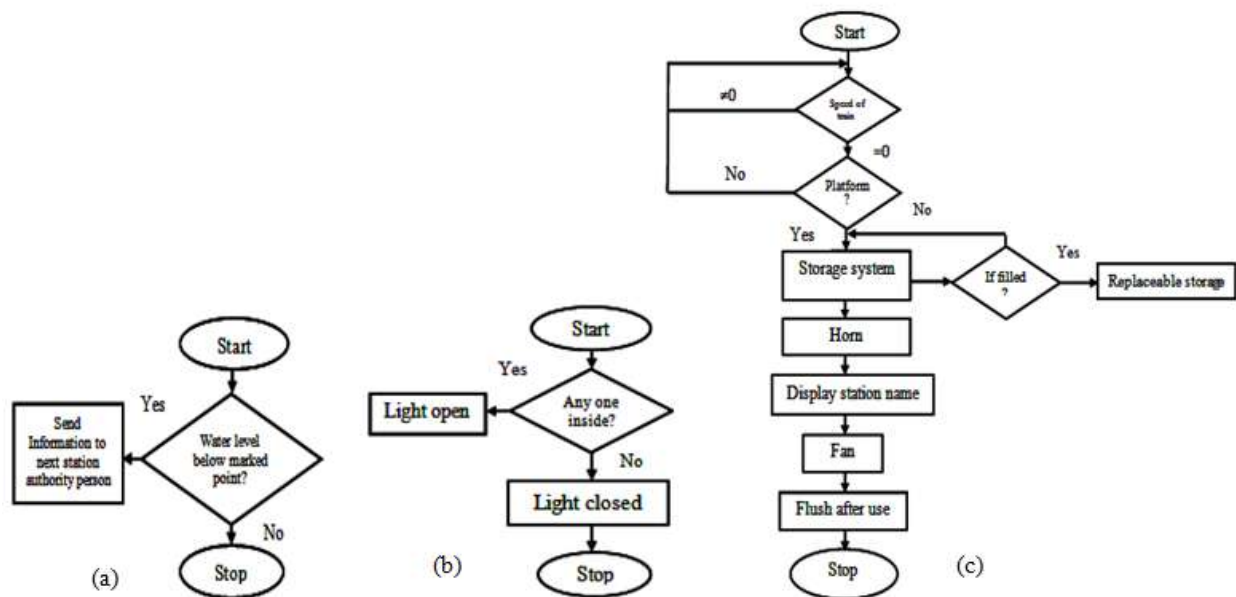 Start
Yes
Send
Information to
next station
authority person
Water level
below marked
point?
No
Stop
(a)
Start
Yes
Light open
Any one
inside?
No
Light closed
Stop
(b)
Start
≠0
Speed of
train
=0
No
Platform
?
Yes
No
Storage system
If filled
?
Yes
Replaceable storage
Horn
Display station name
Fan
Flush after use
Stop
(c)